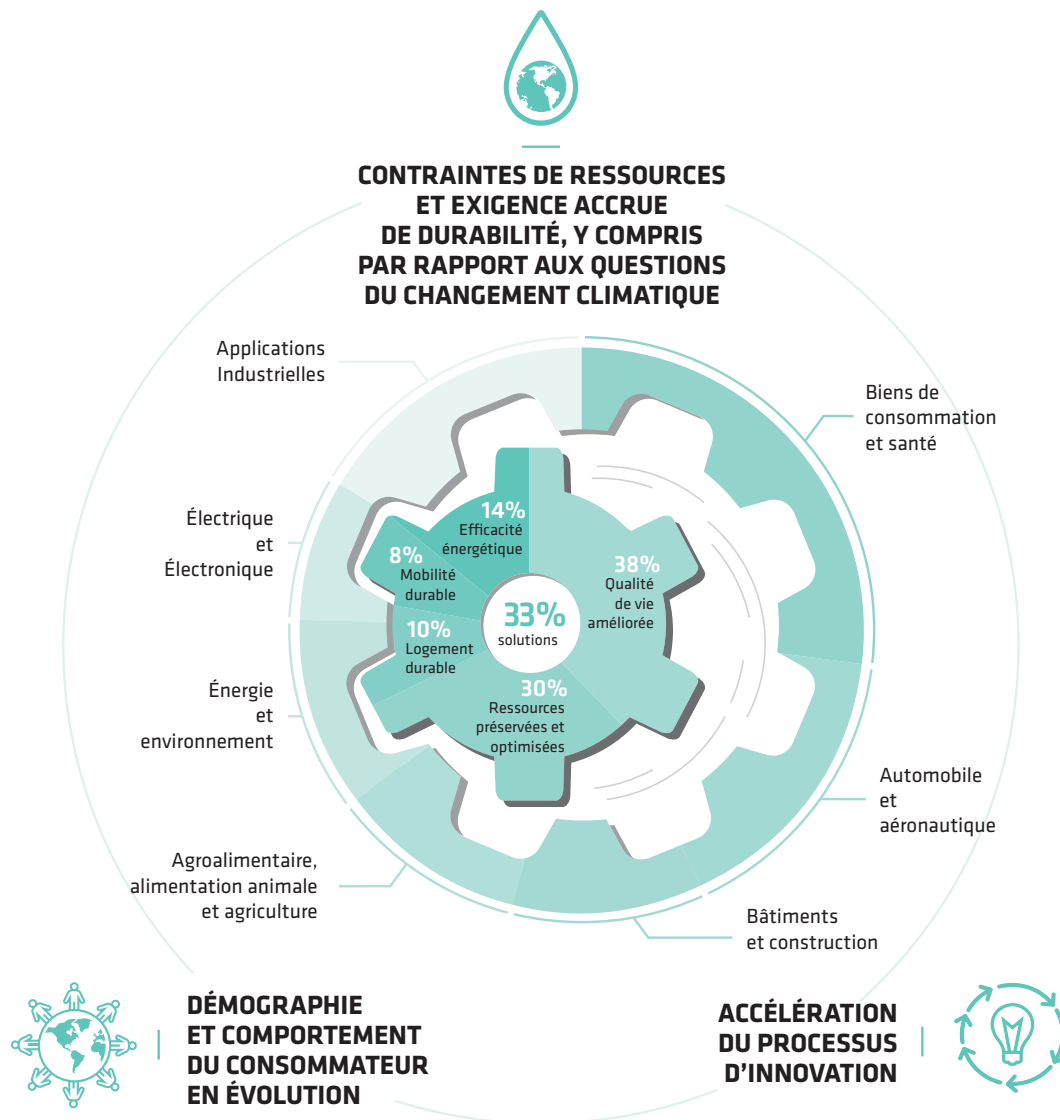 CONTRAINTES DE RESSOURCES
ET EXIGENCE ACCRUE
DE DURABILITÉ, Y COMPRIS
PAR RAPPORT AUX QUESTIONS
DU CHANGEMENT CLIMATIQUE
Applications
Industrielles
Biens de
consommation
et santé
Électrique
et
Électronique
14%
Efficacité
énergétique
8%
Mobilité
durable
38%
Qualité
de vie
améliorée
33%
solutions
10%
Logement
durable
30%
Ressources
préservées et
optimisées
Énergie
et
environnement
Automobile
et
aéronautique
Agroalimentaire,
alimentation animale
et agriculture
Bâtiments
et construction
DÉMOGRAPHIE
ET COMPORTEMENT
DU CONSOMMATEUR
EN ÉVOLUTION
ACCÉLÉRATION
DU PROCESSUS
D'INNOVATION